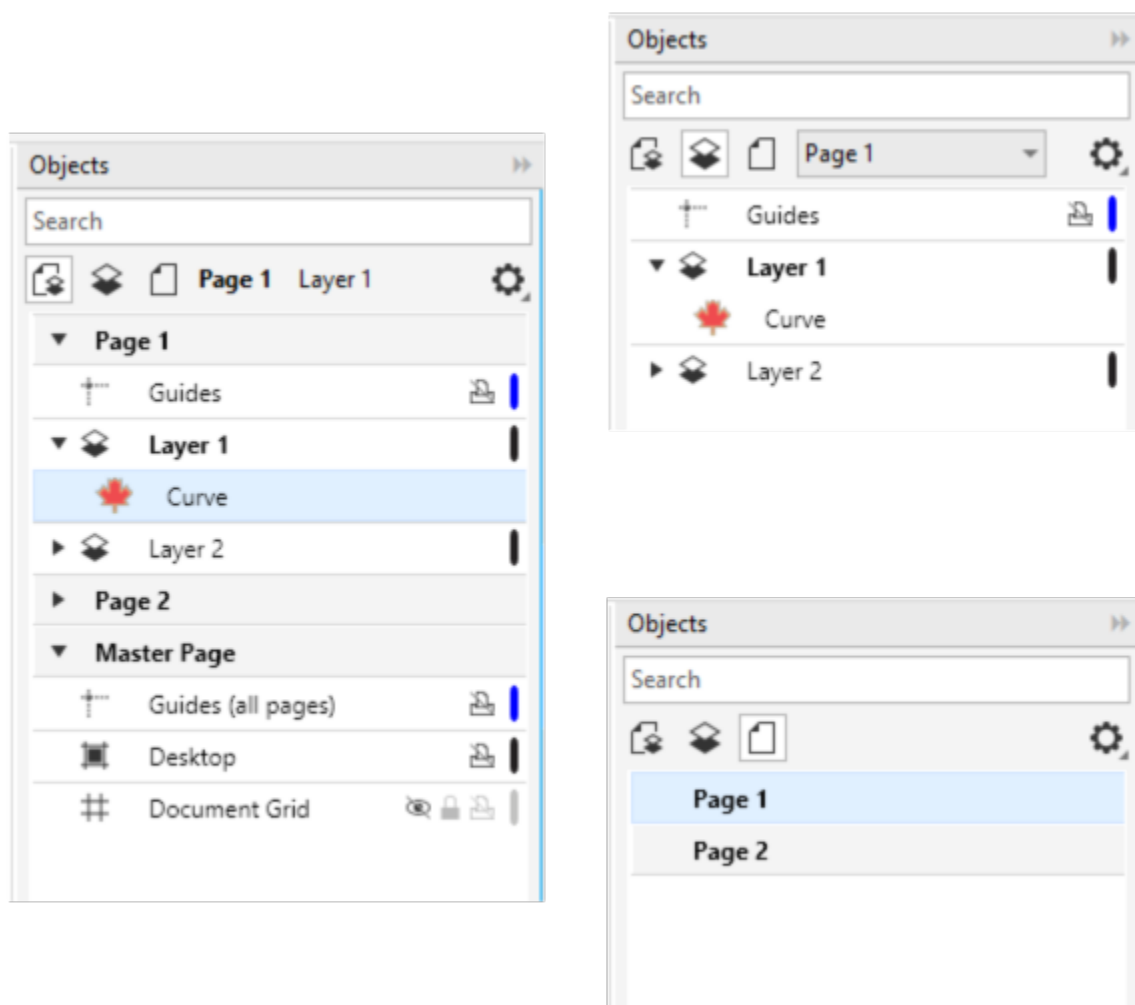 Objects
Search
Page 1 Layer 1
Page 1
Guides
Layer 1
Curve
Layer 2
Page 2
Master Page
Guides (all pages)
Desktop
Document Grid
Objects
Search
Page 1
Guides
Layer 1
Curve
Layer 2
Objects
Search
Page 1
Page 2